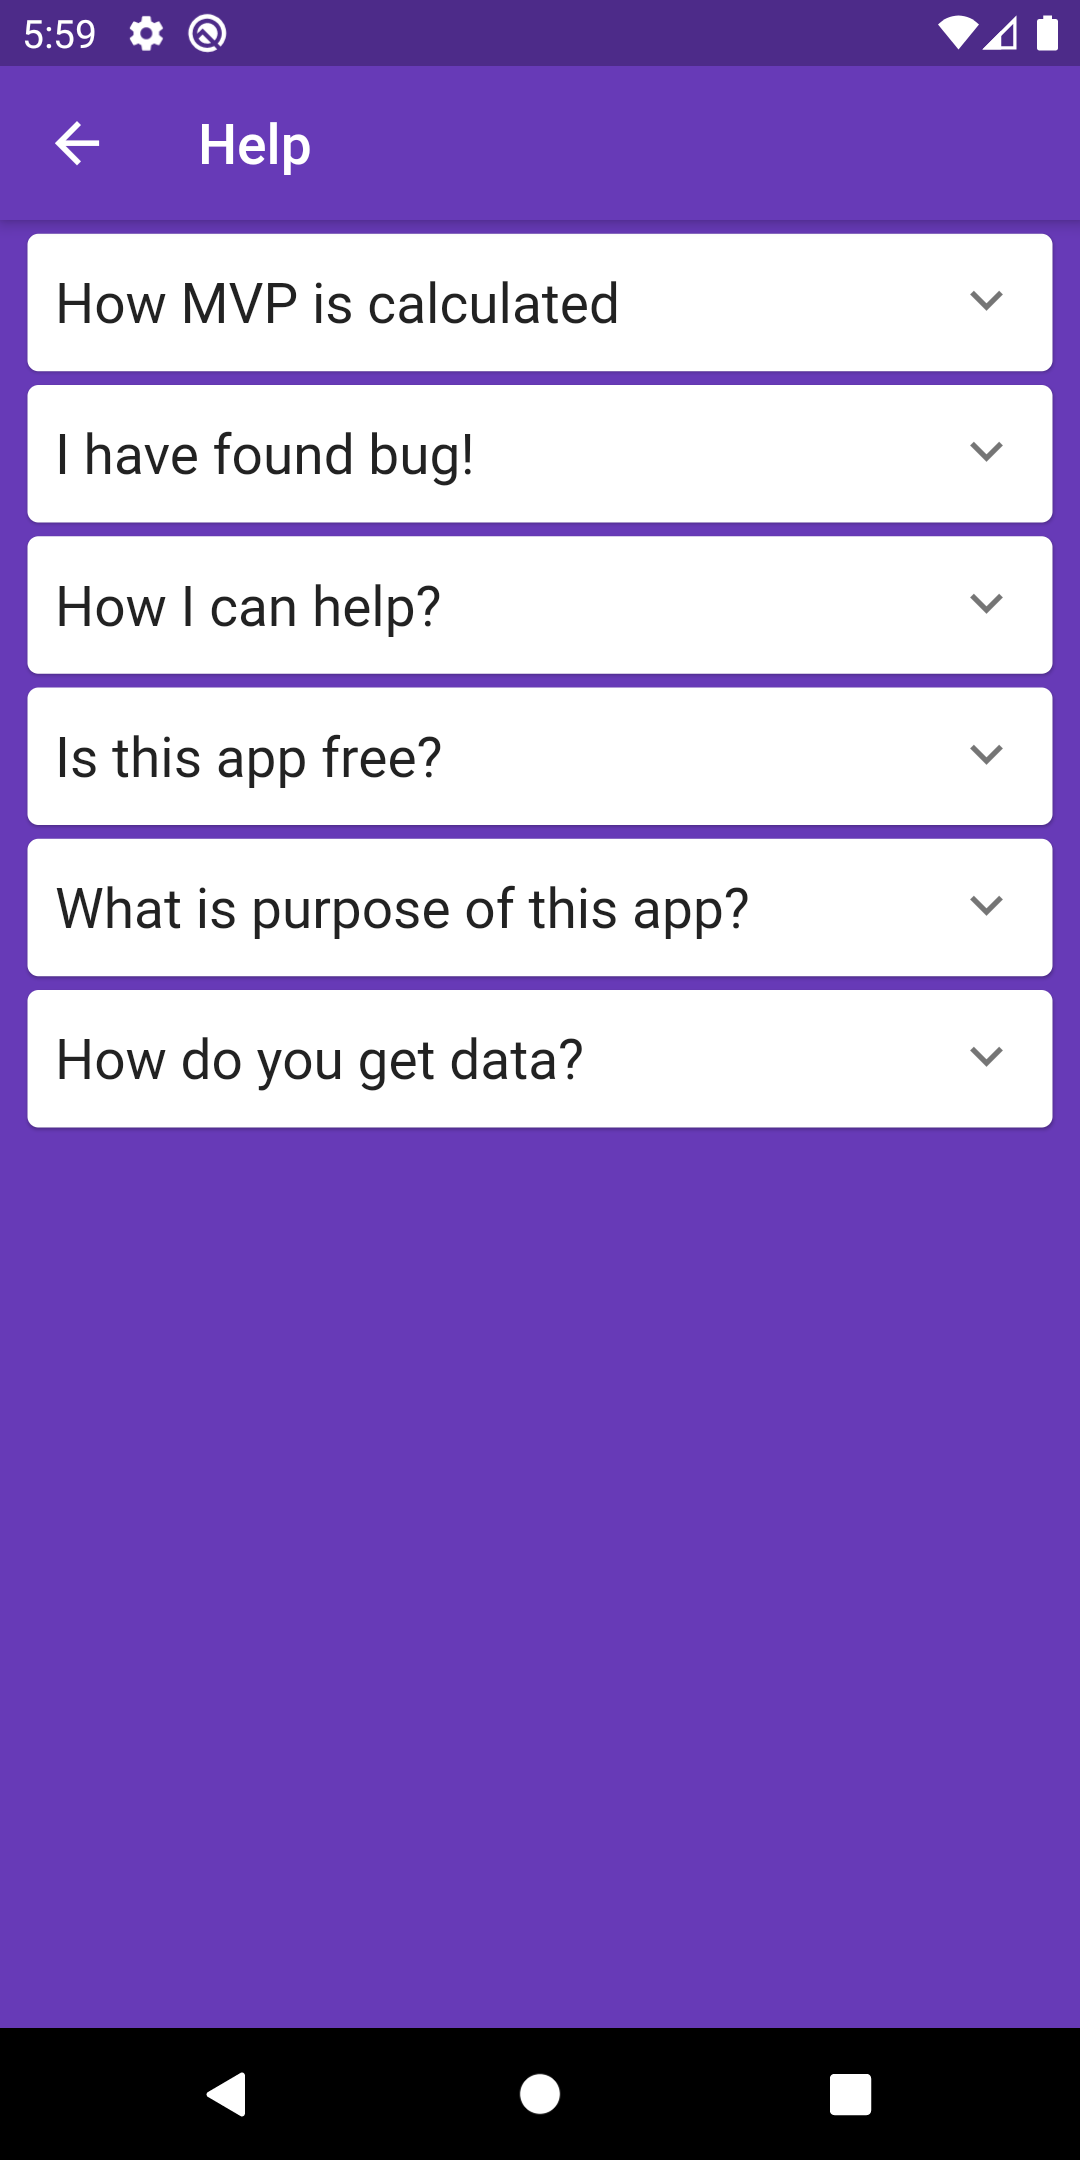 5:59
Help
How MVP is calculated
I have found bug!
How I can help?
Is this app free?
What is purpose of this app?
How do you get data?